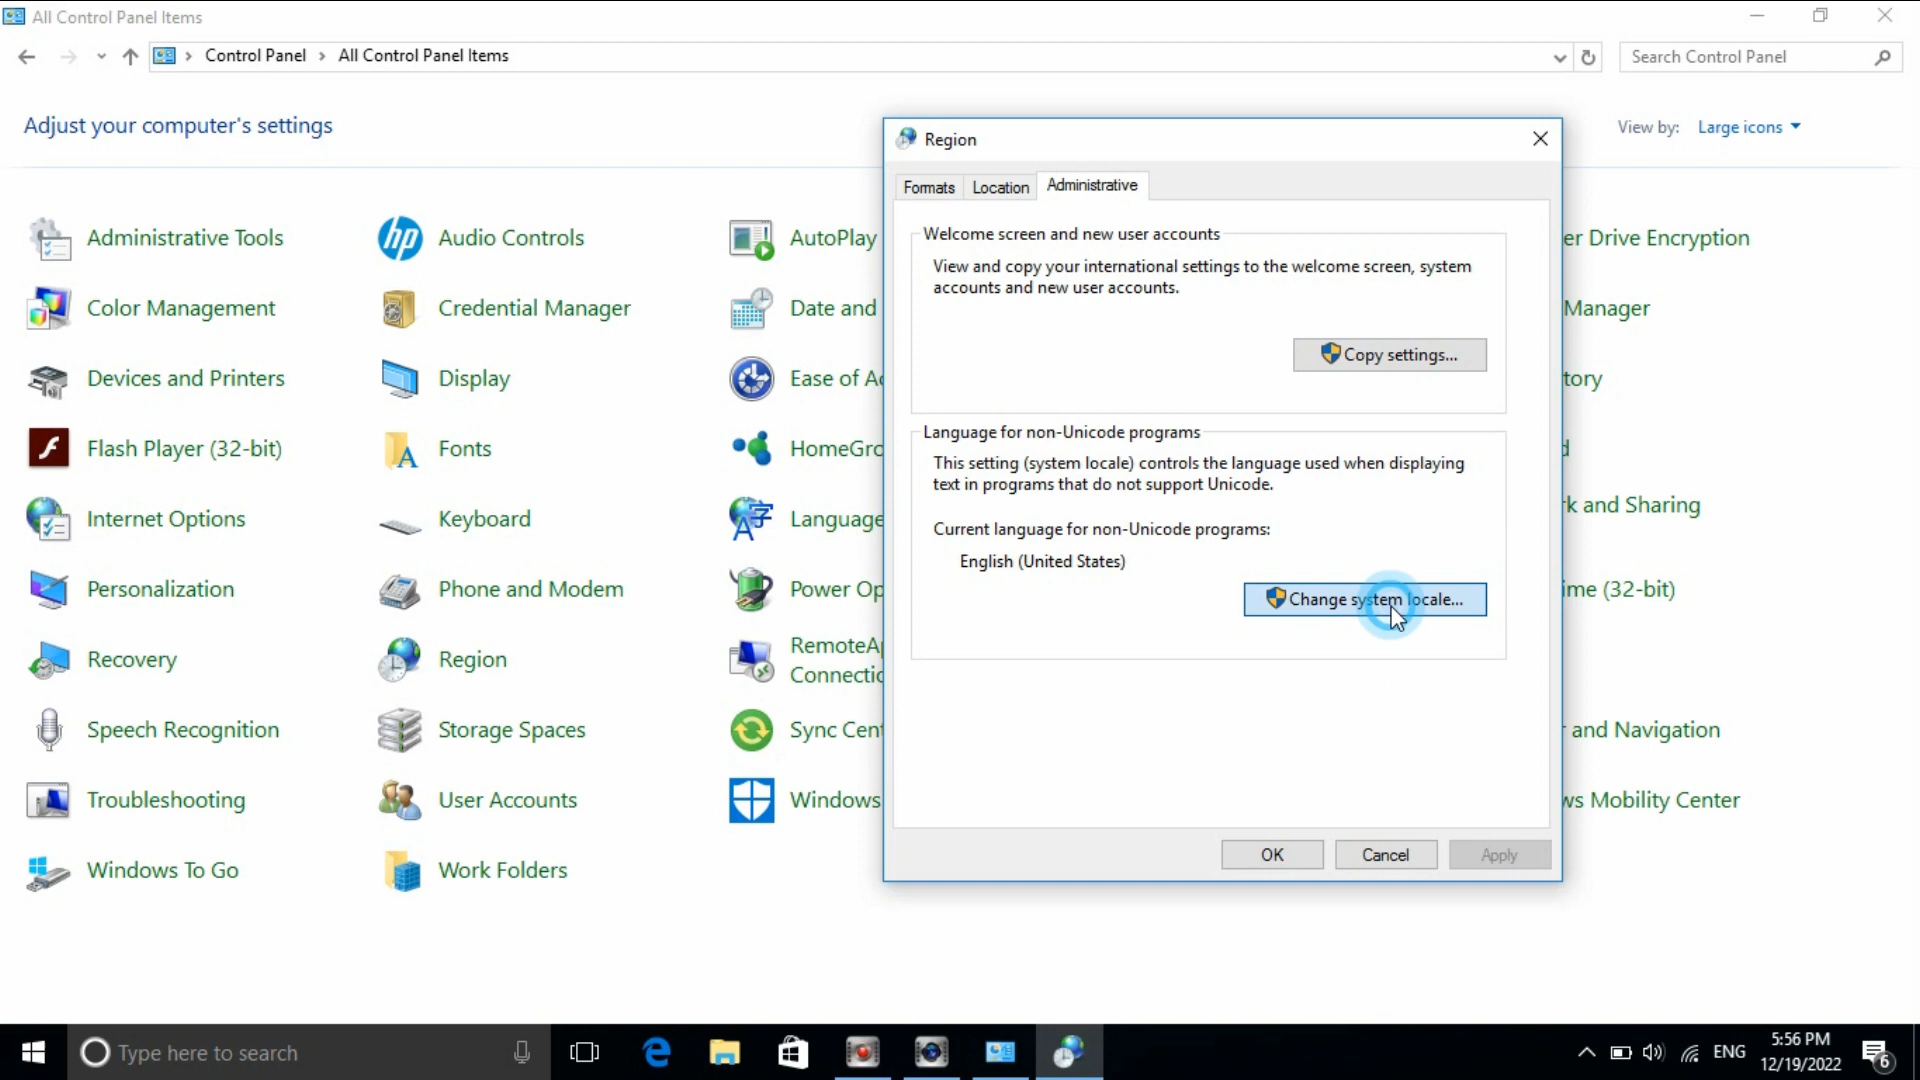 All Control Panel Items
Control Panel > All Control Panel Items
Search Control Panel
Adjust your computer's settings
View by: Large icons
Administrative Tools
Audio Controls
AutoPlay
er Drive Encryption
Color Management
Credential Manager
Date and
Manager
Devices and Printers
Display
Ease of Ac
tory
Flash Player (32-bit)
Fonts
HomeGro
d
Internet Options
Keyboard
Language
rk and Sharing
Personalization
Phone and Modem
Power Op
ime (32-bit)
Recovery
Region
RemoteAp
Connectio
Speech Recognition
Storage Spaces
Sync Cent
r and Navigation
Troubleshooting
User Accounts
Windows
ws Mobility Center
Windows To Go
Work Folders
Region
Formats
Location
Administrative
Welcome screen and new user accounts
View and copy your international settings to the welcome screen, system
accounts and new user accounts.
Copy settings...
Language for non-Unicode programs
This setting (system locale) controls the language used when displaying
text in programs that do not support Unicode.
Current language for non-Unicode programs:
English (United States)
Change system locale...
OK
Cancel
Apply
Type here to search
ENG
5:56 PM
12/19/2022
6
hp